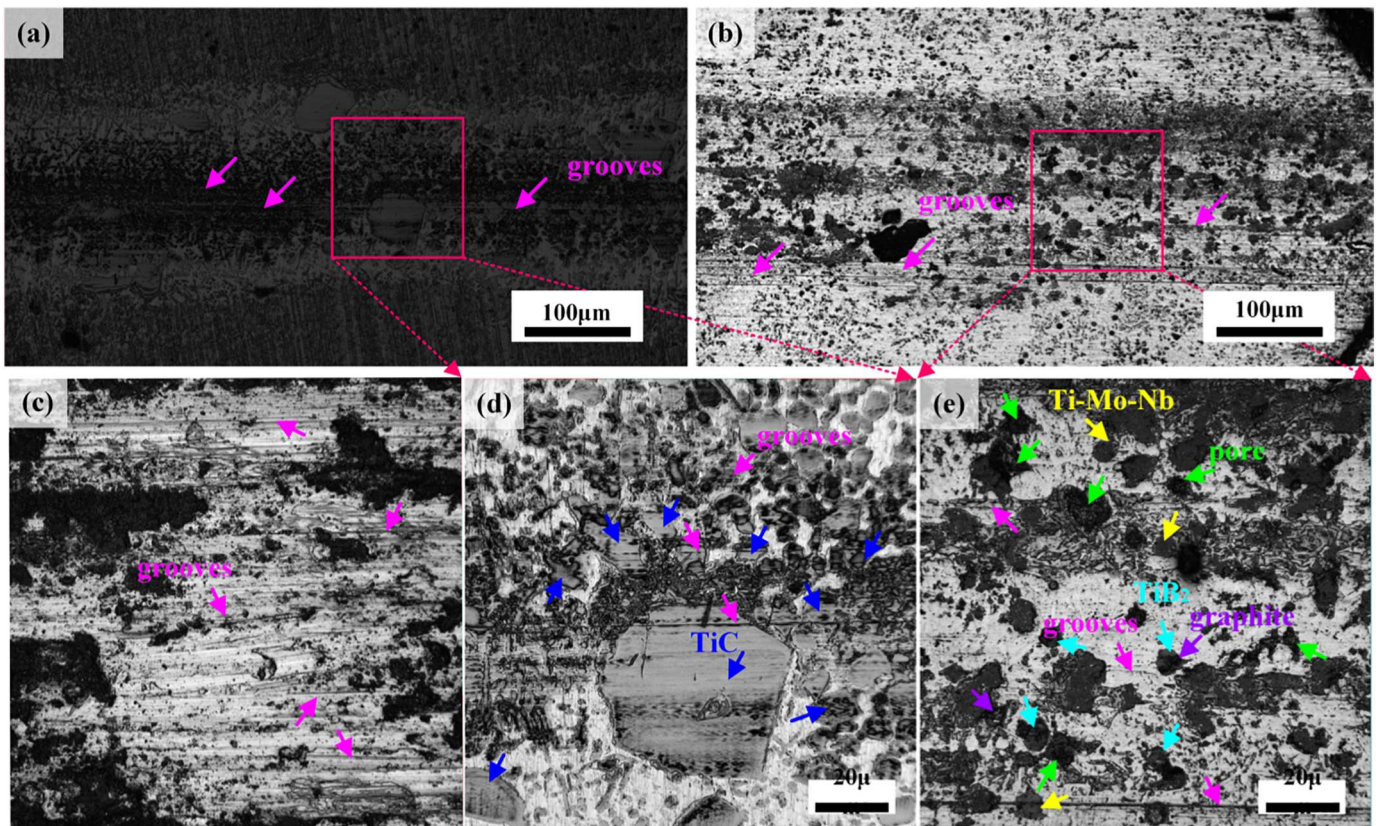 (a)
grooves
100μm
(b)
grooves
100μm
(c)
grooves
(d)
grooves
TiC
20μ
(e)
Ti-Mo-Nb
pore
TiB₂
grooves
graphite
20μ